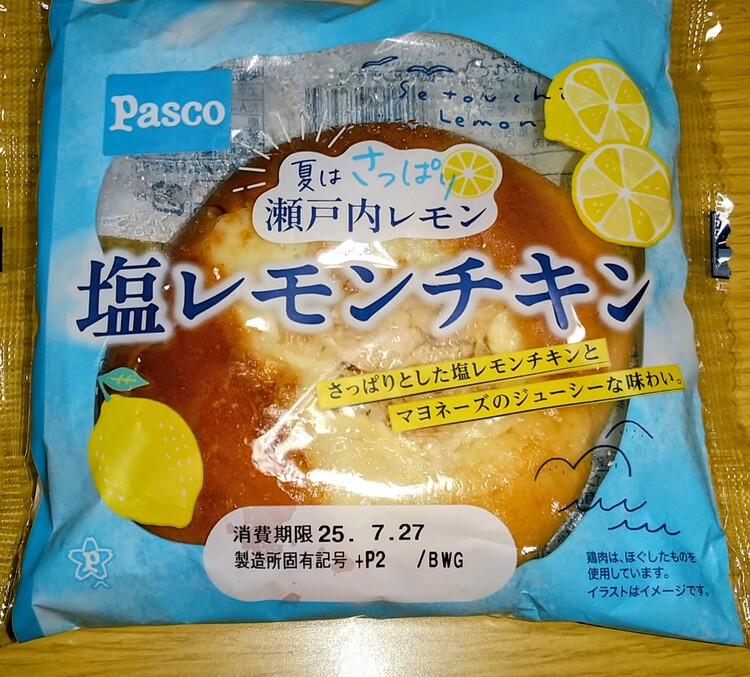 Pasco
Setouchi
Lemon
夏はさっぱり
瀬戸内レモン
塩レモンチキン
さっぱりとした塩レモンチキンと
マヨネーズのジューシーな味わい。
消費期限 25. 7.27
製造所固有記号 +P2 /BWG
P
鶏肉は、ほぐしたものを
使用しています。
イラストはイメージです。